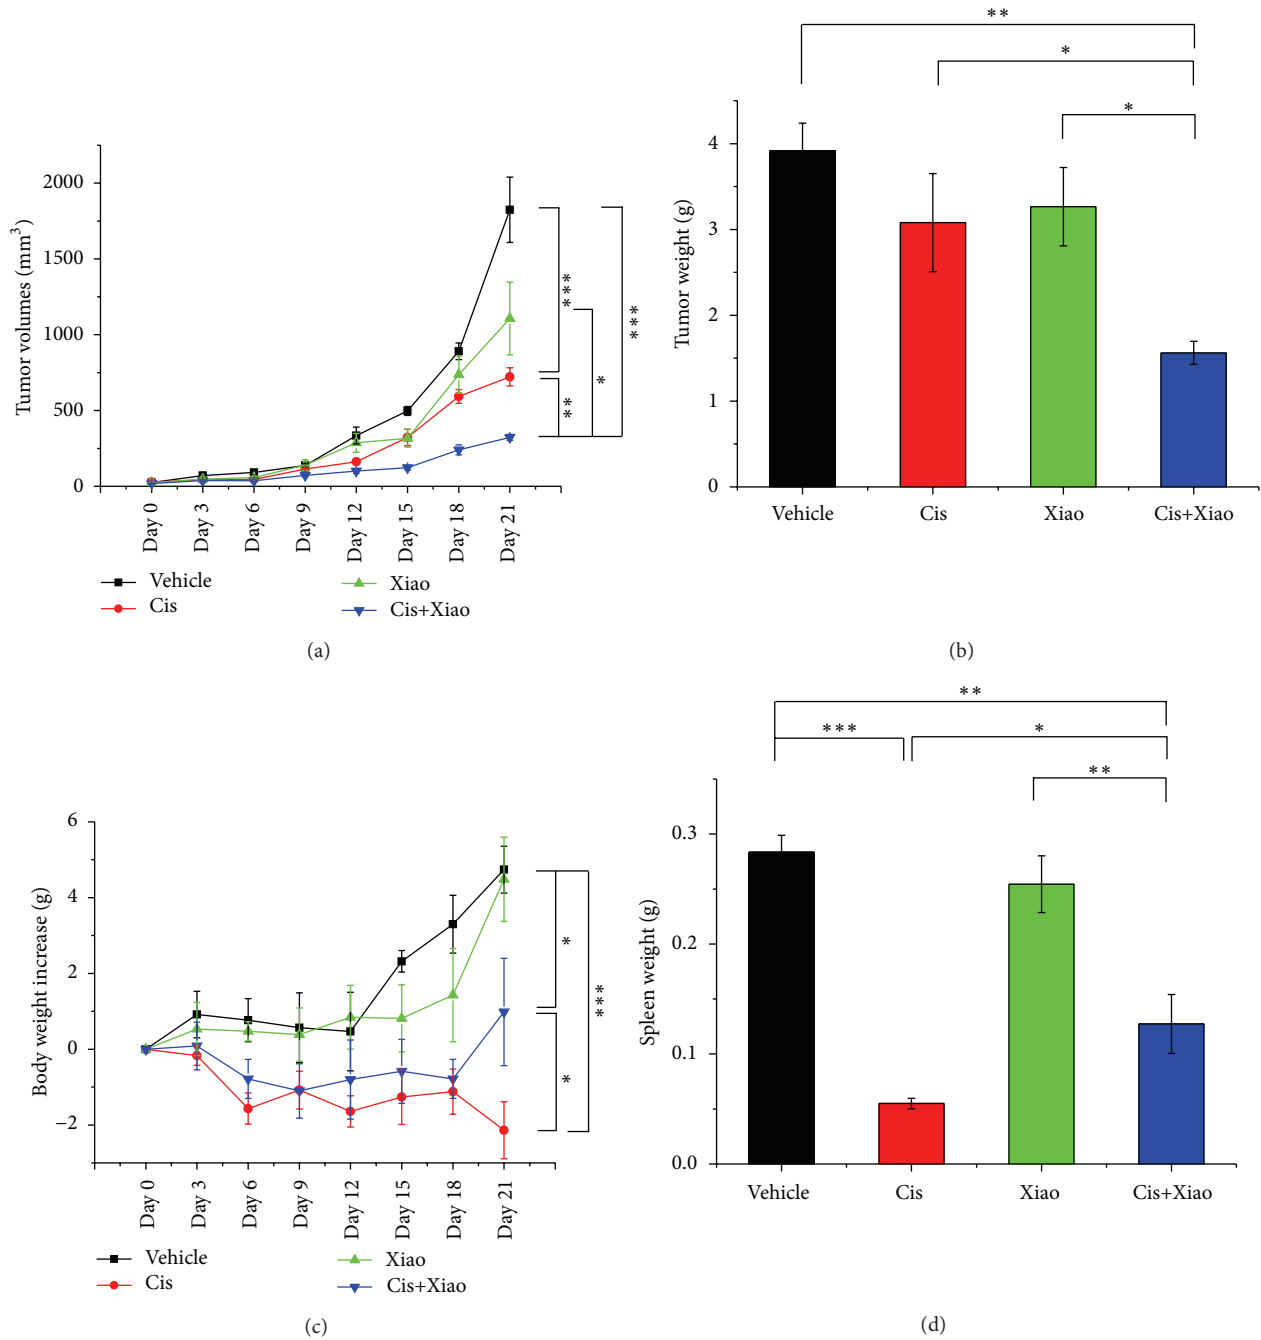 **
*
*
4
3
2
1
0
Tumor weight (g)
Vehicle
Cis
Xiao
Cis+Xiao
(b)
2000
1500
1000
500
0
Tumor volumes (mm³)
***
***
*
**
Day 0
Day 3
Day 6
Day 9
Day 12
Day 15
Day 18
Day 21
Vehicle
Xiao
Cis
Cis+Xiao
(a)
6
4
2
0
−2
Body weight increase (g)
*
***
*
Day 0
Day 3
Day 6
Day 9
Day 12
Day 15
Day 18
Day 21
Vehicle
Xiao
Cis
Cis+Xiao
(c)
**
***
*
**
0.3
0.2
0.1
0.0
Spleen weight (g)
Vehicle
Cis
Xiao
Cis+Xiao
(d)